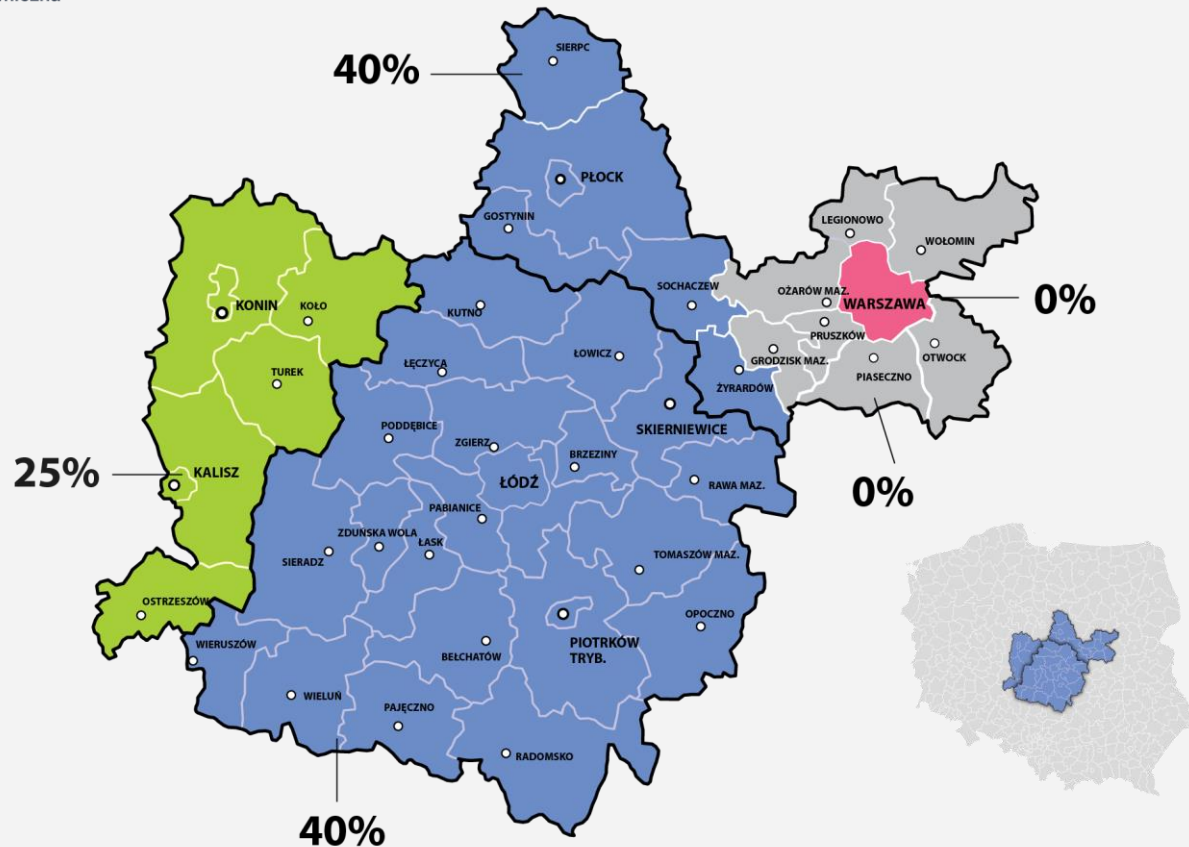 SIERPC
40%
PŁOCK
GOSTYNIN
LEGIONOWO
WOŁOMIN
SOCHACZEW
OŻARÓW MAZ.
WARSZAWA
0%
KONIN
KOŁO
KUTNO
PRUSZKÓW
ŁOWICZ
GRODZISK MAZ.
OTWOCK
ŁĘCZYCA
TUREK
ŻYRARDÓW
PIASECZNO
SKIERNIEWICE
PODDĘBICE
ZGIERZ
BRZEZINY
25%
KALISZ
ŁÓDŹ
RAWA MAZ.
0%
PABIANICE
ZDUŃSKA WOLA
ŁASK
SIERADZ
TOMASZÓW MAZ.
OSTRZESZÓW
OPOCZNO
WIERUSZÓW
BEŁCHATÓW
PIOTRKÓW
TRYB.
WIELUŃ
PAJĘCZNO
RADOMSKO
40%